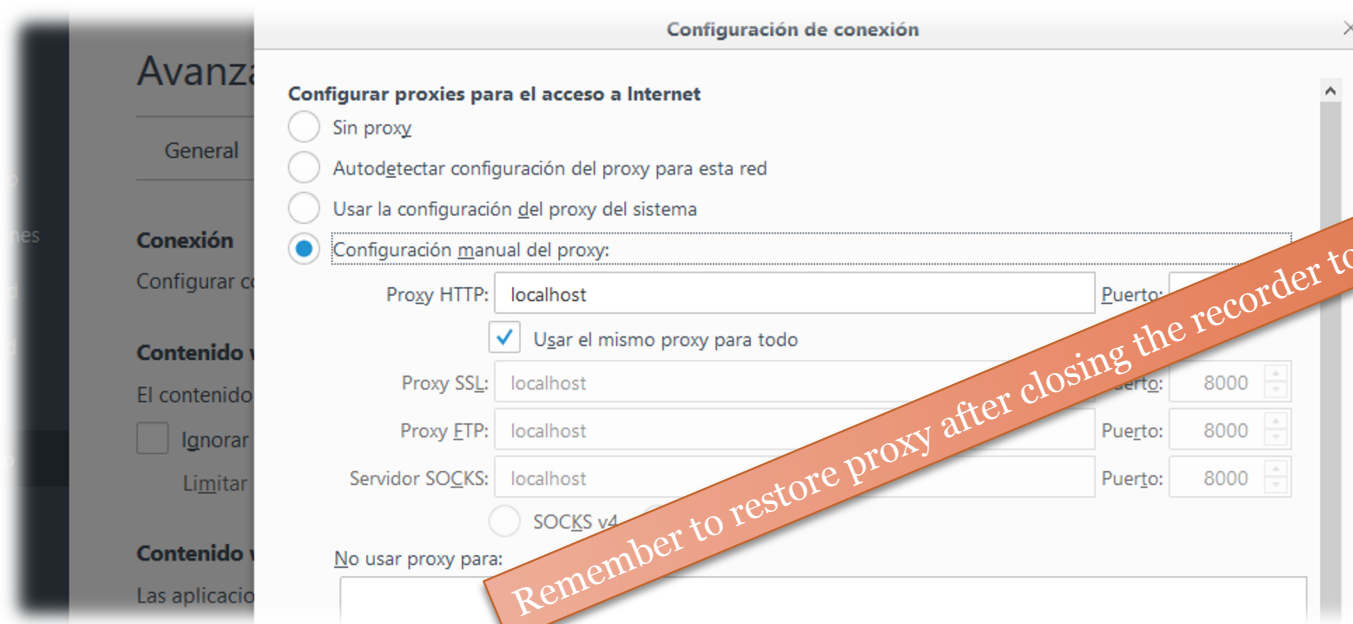 Configuración de conexión
Avanza
Configurar proxies para el acceso a Internet
Sin proxy
General
Autodetectar configuración del proxy para esta red
Usar la configuración del proxy del sistema
nes
Conexión
Configuración manual del proxy:
Configurar co
Proxy HTTP: localhost Puerto:
Usar el mismo proxy para todo
Contenido
Proxy SSL: localhost Puerto: 8000
El contenido
Proxy FTP: localhost Puerto: 8000
Ignorar
Servidor SOCKS: localhost Puerto: 8000
Limitar
SOCKS v4
No usar proxy para:
Contenido
Las aplicacio
Remember to restore proxy after closing the recorder to